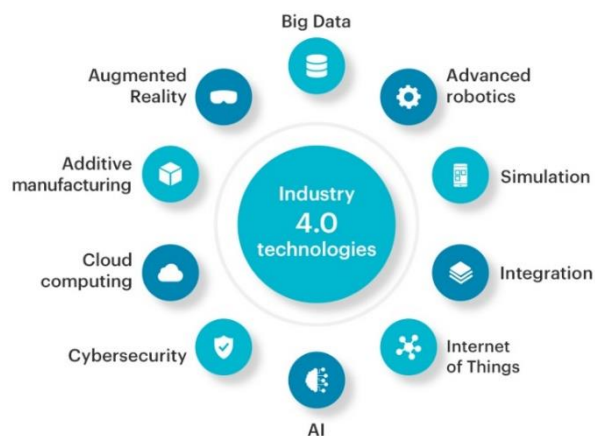 Big Data
Augmented
Reality
Advanced
robotics
Additive
manufacturing
Industry
4.0
technologies
Simulation
Cloud
computing
Integration
Cybersecurity
Internet
of Things
AI